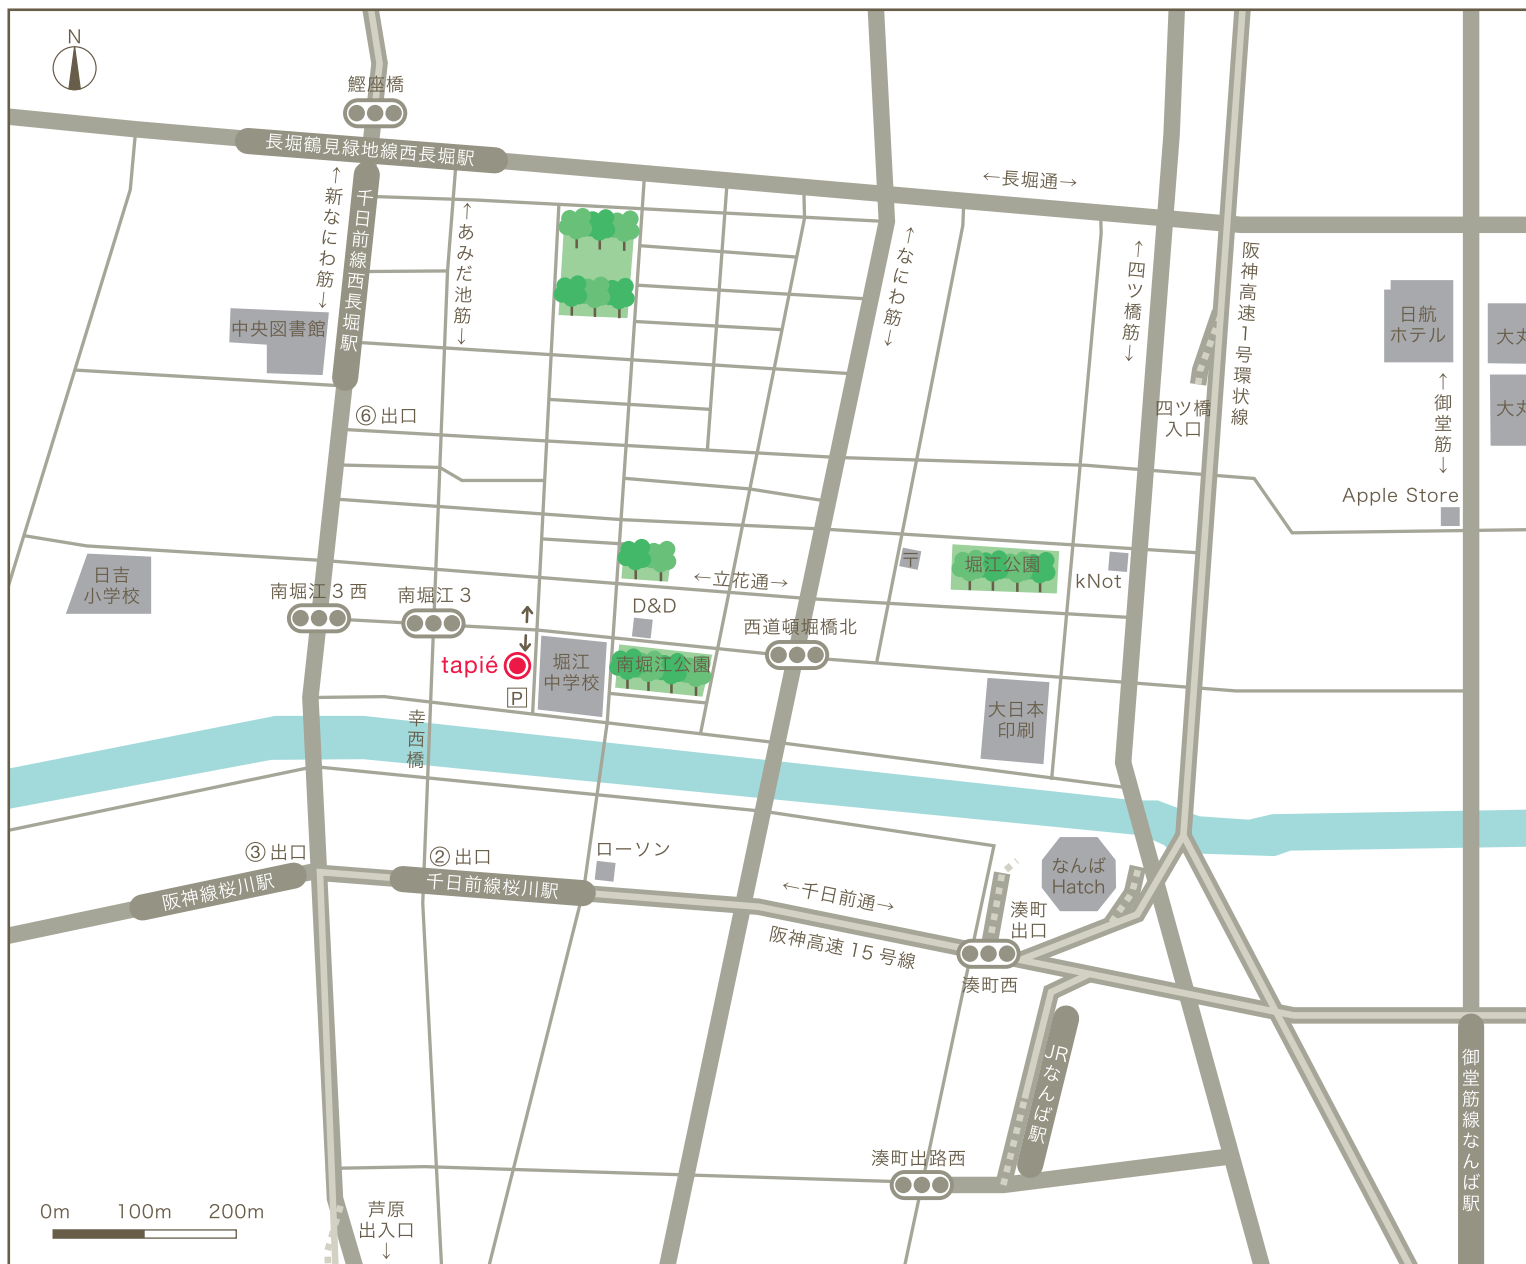 N
鰹座橋
長堀鶴見緑地線西長堀駅
←長堀通→
←新なにわ筋→
千日前線西長堀駅
←あみだ池筋→
←なにわ筋→
←四ツ橋筋→
阪神高速1号環状線
中央図書館
日航
ホテル
大丸
大丸
←御堂筋→
四ツ橋
入口
⑥出口
Apple Store
日吉
小学校
南堀江3西
南堀江3
←立花通→
D&D
〒
堀江公園
kNot
西道頓堀橋北
tapié
P
堀江
中学校
南堀江公園
大日本
印刷
幸西橋
③出口
②出口
ローソン
阪神線桜川駅
千日前線桜川駅
←千日前通→
阪神高速15号線
なんば
Hatch
湊町
出口
湊町西
JRなんば駅
御堂筋線なんば駅
湊町出路西
芦原
出入口
↓
0m 100m 200m